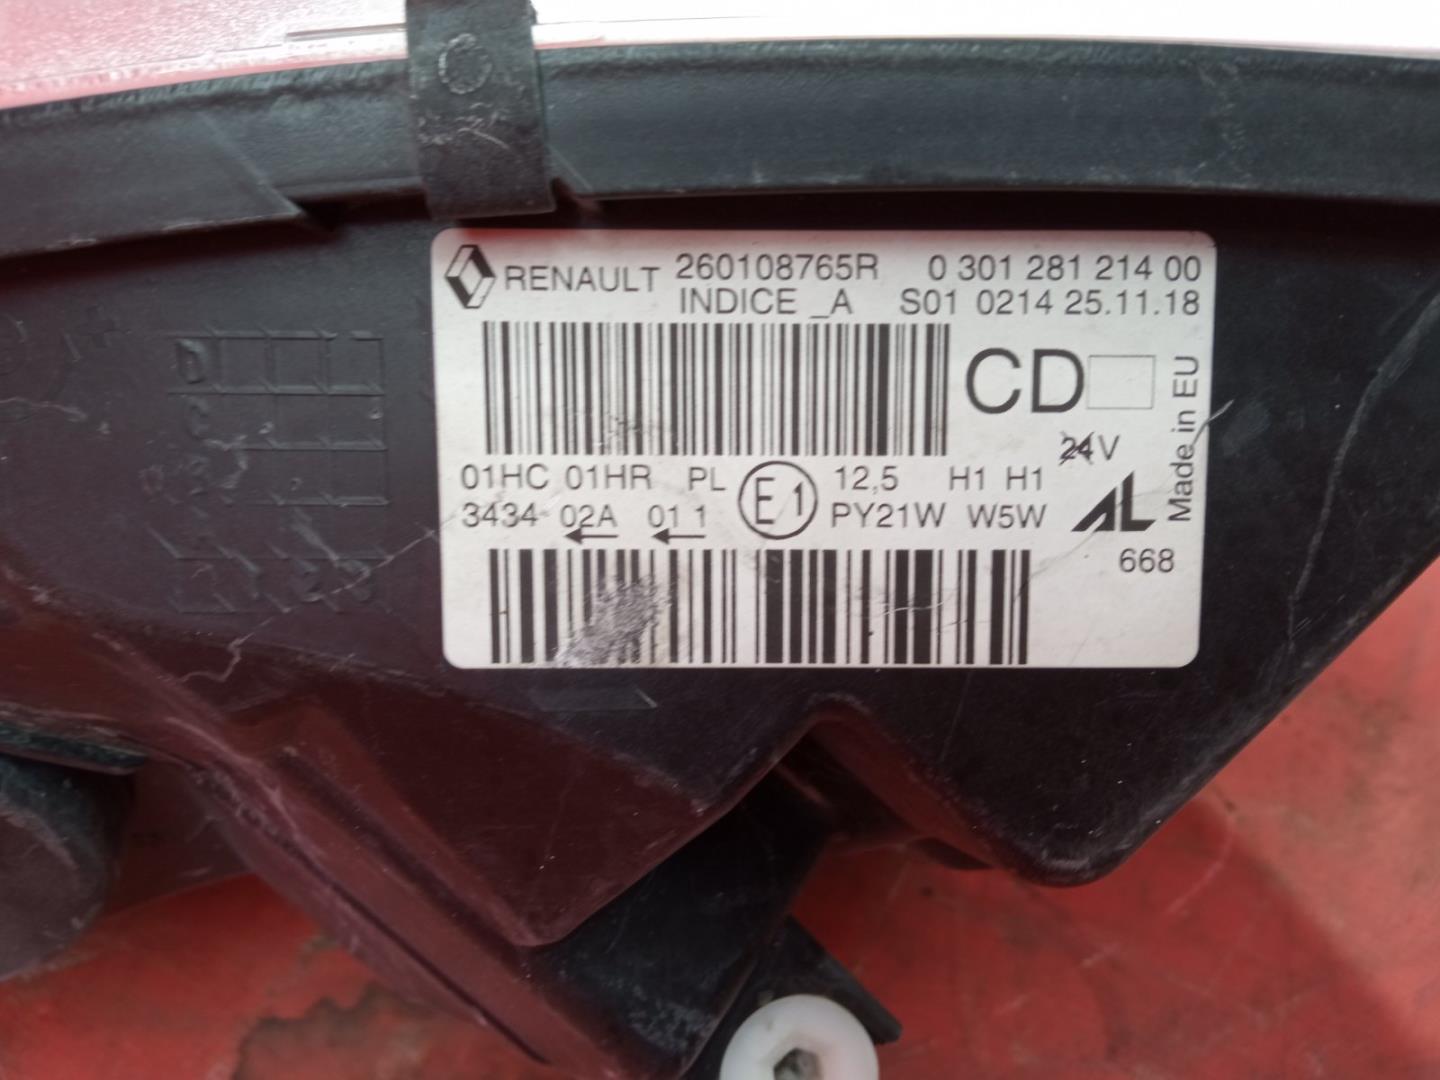 RENAULT 260108765R 0 301 281 214 00
INDICE _A S01 0214 25.11.18
CD
24V
Made in EU
01HC 01HR PL E1 12,5 H1 H1
3434 02A 01 1 PY21W W5W
AL
668